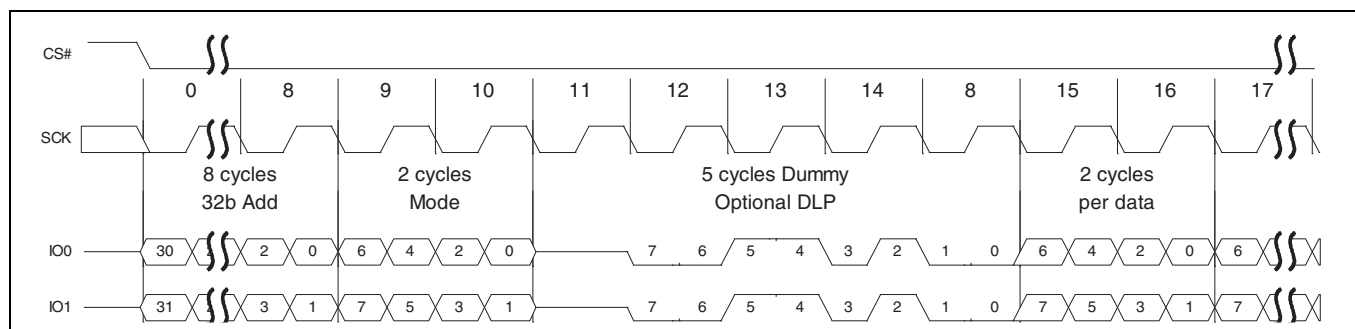 CS#
0 8 9 10 11 12 13 14 8 15 16 17
SCK
8 cycles 2 cycles 5 cycles Dummy 2 cycles
32b Add Mode Optional DLP per data
IO0 30 2 0 6 4 2 0 7 6 5 4 3 2 1 0 6 4 2 0 6
IO1 31 3 1 7 5 3 1 7 6 5 4 3 2 1 0 7 5 3 1 7